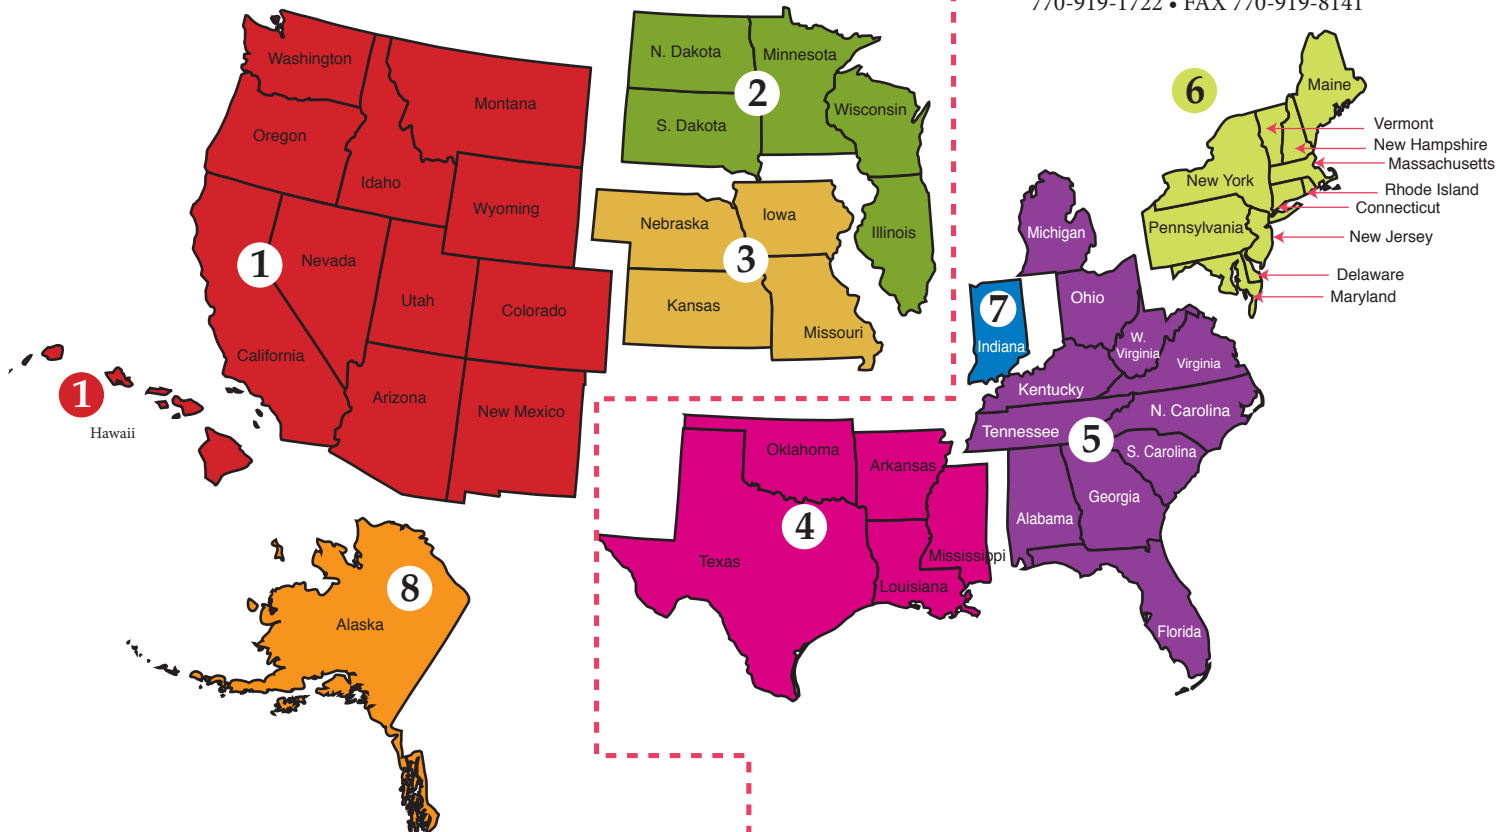 770-919-1722 • FAX 770-919-8141
Washington
Montana
Oregon
Idaho
Wyoming
Nevada
1
Utah
Colorado
California
Arizona
New Mexico
1
Hawaii
N. Dakota
Minnesota
2
S. Dakota
Wisconsin
Illinois
Nebraska
Iowa
3
Kansas
Missouri
6
Maine
Vermont
New Hampshire
Massachusetts
New York
Rhode Island
Connecticut
Pennsylvania
New Jersey
Delaware
Maryland
Michigan
7
Indiana
Ohio
W.
Virginia
Virginia
Kentucky
N. Carolina
Tennessee
5
S. Carolina
Georgia
Alabama
Florida
Oklahoma
Arkansas
4
Texas
Mississippi
Louisiana
8
Alaska